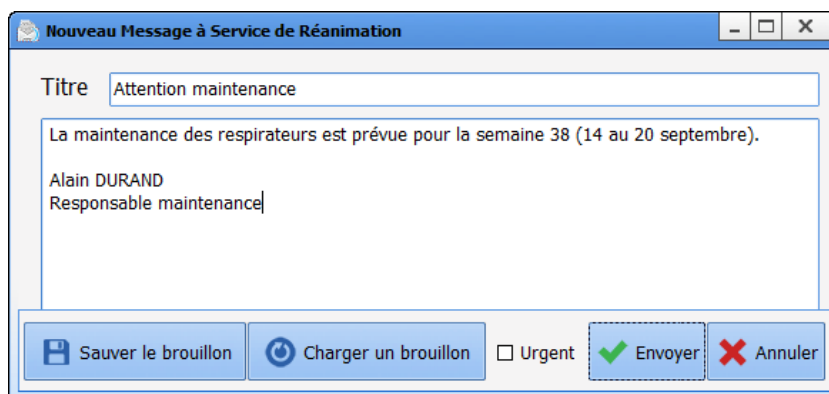 Nouveau Message à Service de Réanimation
Titre
Attention maintenance
La maintenance des respirateurs est prévue pour la semaine 38 (14 au 20 septembre).
Alain DURAND
Responsable maintenance
Sauver le brouillon
Charger un brouillon
Urgent
Envoyer
Annuler